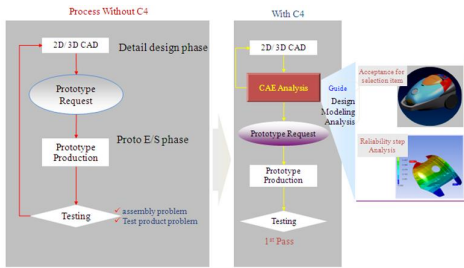 Process Without C4
2D/ 3D CAD
Detail design phase
Prototype
Request
Proto E/S phase
Prototype
Production
Testing
✓ assembly problem
✓ Test product problem
With C4
2D/ 3D CAD
CAE Analysis
Guide
Design
Modeling
Analysis
Prototype Request
Prototype
Production
Testing
1st Pass
Acceptance for
selection item
Reliability step
Analysis